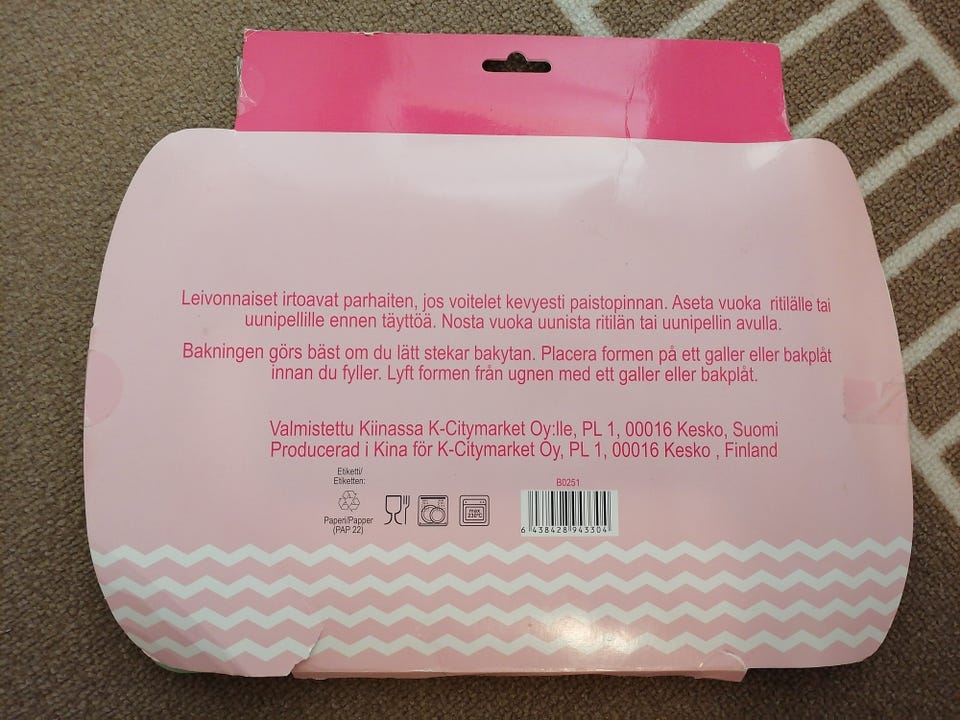 Leivonnaiset irtoavat parhaiten, jos voitelet kevyesti paistopinnan. Aseta vuoka ritilälle tai
uunipellille ennen täyttöä. Nosta vuoka uunista ritilän tai uunipellin avulla.
Bakningen görs bäst om du lätt stekar bakytan. Placera formen på ett galler eller bakplåt
innan du fyller. Lyft formen från ugnen med ett galler eller bakplåt.
Valmistettu Kiinassa K-Citymarket Oy:lle, PL 1, 00016 Kesko, Suomi
Producerad i Kina för K-Citymarket Oy, PL 1, 00016 Kesko , Finland
Etiketti/
Etiketten:
Paperi/Papper
(PAP 22)
max.
230°C
B0251
6 438428 943304